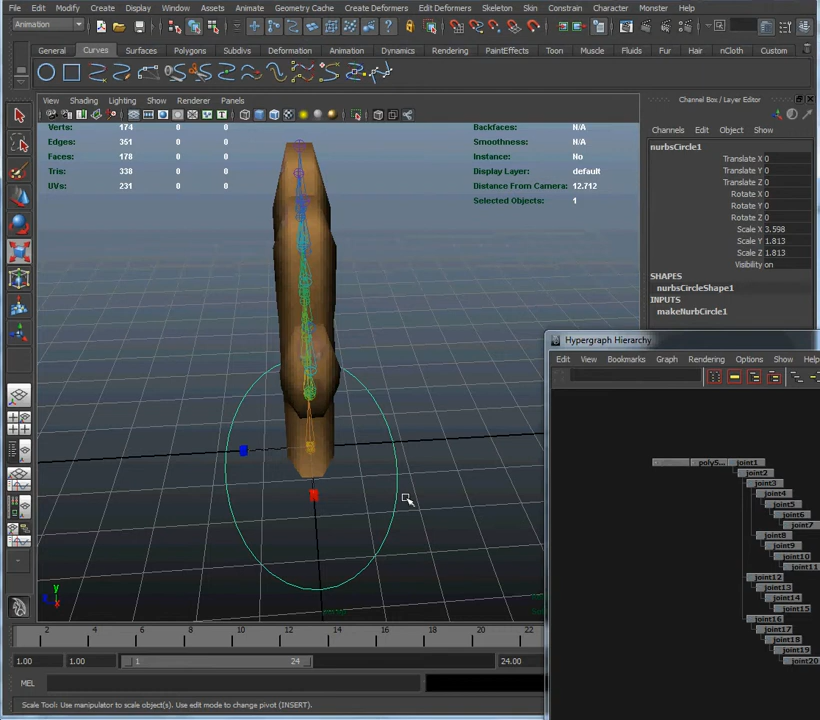 File Edit Modify Create Display Window Assets Animate Geometry Cache Create Deformers Edit Deformers Skeleton Skin Constrain Character Muscle
Animation
General Curves Surfaces Polygons Subdivs Deformation Animation Dynamics Rendering PaintEffects Toon Muscle Fluids Fur Hair nCloth Custom
View Shading Lighting Show Renderer Panels
Channel Box / Layer Editor
Channels Edit Object Show
Verts: 174 0 0
Edges: 351 0 0
Faces: 178 0 0
Tris: 338 0 0
UVs: 231 0 0
Backfaces: N/A
Smoothness: N/A
Instance: No
Display Layer: default
Distance From Camera: 12.712
Selected Objects: 1
nurbsCircle1
Translate X 0
Translate Y 0
Translate Z 0
Rotate X 0
Rotate Y 0
Rotate Z 0
Scale X 3.598
Scale Y 1.813
Scale Z 1.813
Visibility on
SHAPES
nurbsCircleShape1
INPUTS
makeNurbCircle1
Hypergraph Hierarchy
Edit View Bookmarks Graph Rendering Options Show Help
polyS... joint1
joint2
joint3
joint4
joint5
joint6
joint7
joint8
joint9
joint10
joint11
joint12
joint13
joint14
joint15
joint16
joint17
joint18
joint19
joint20
y
x
2 4 6 8 10 12 14 16 18 20 22
1.00 1.00 1 24 24.00
MEL
Scale Tool: Use manipulator to scale object(s). Use edit mode to change pivot (INSERT).